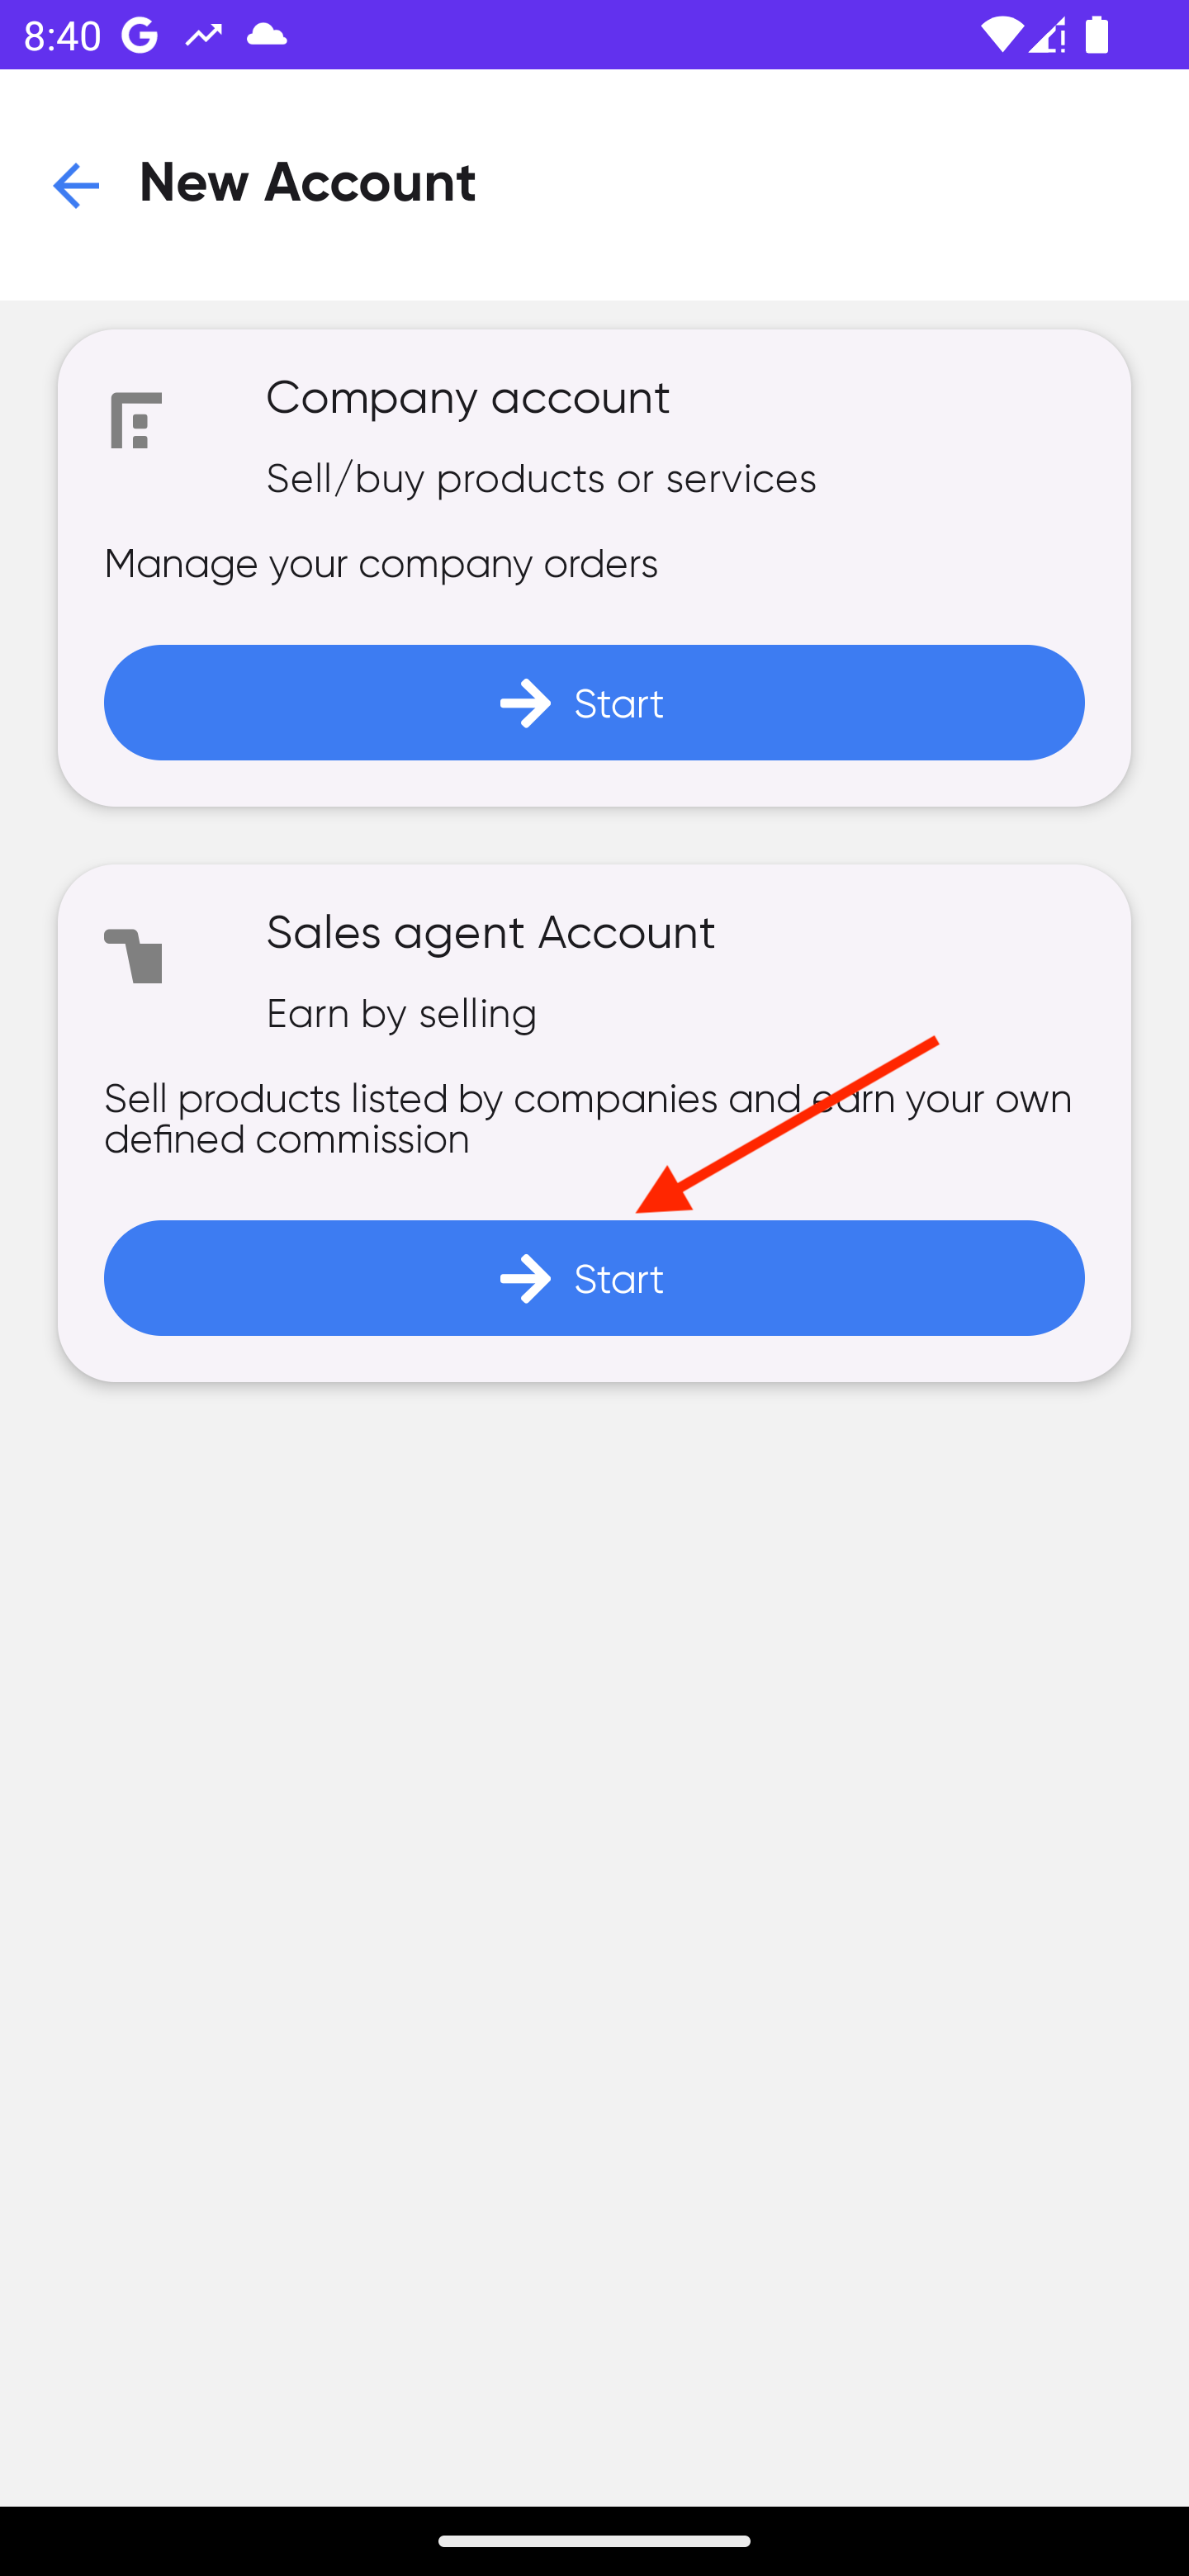 8:40
New Account
Company account
Sell/buy products or services
Manage your company orders
Start
Sales agent Account
Earn by selling
Sell products listed by companies and earn your own
defined commission
Start